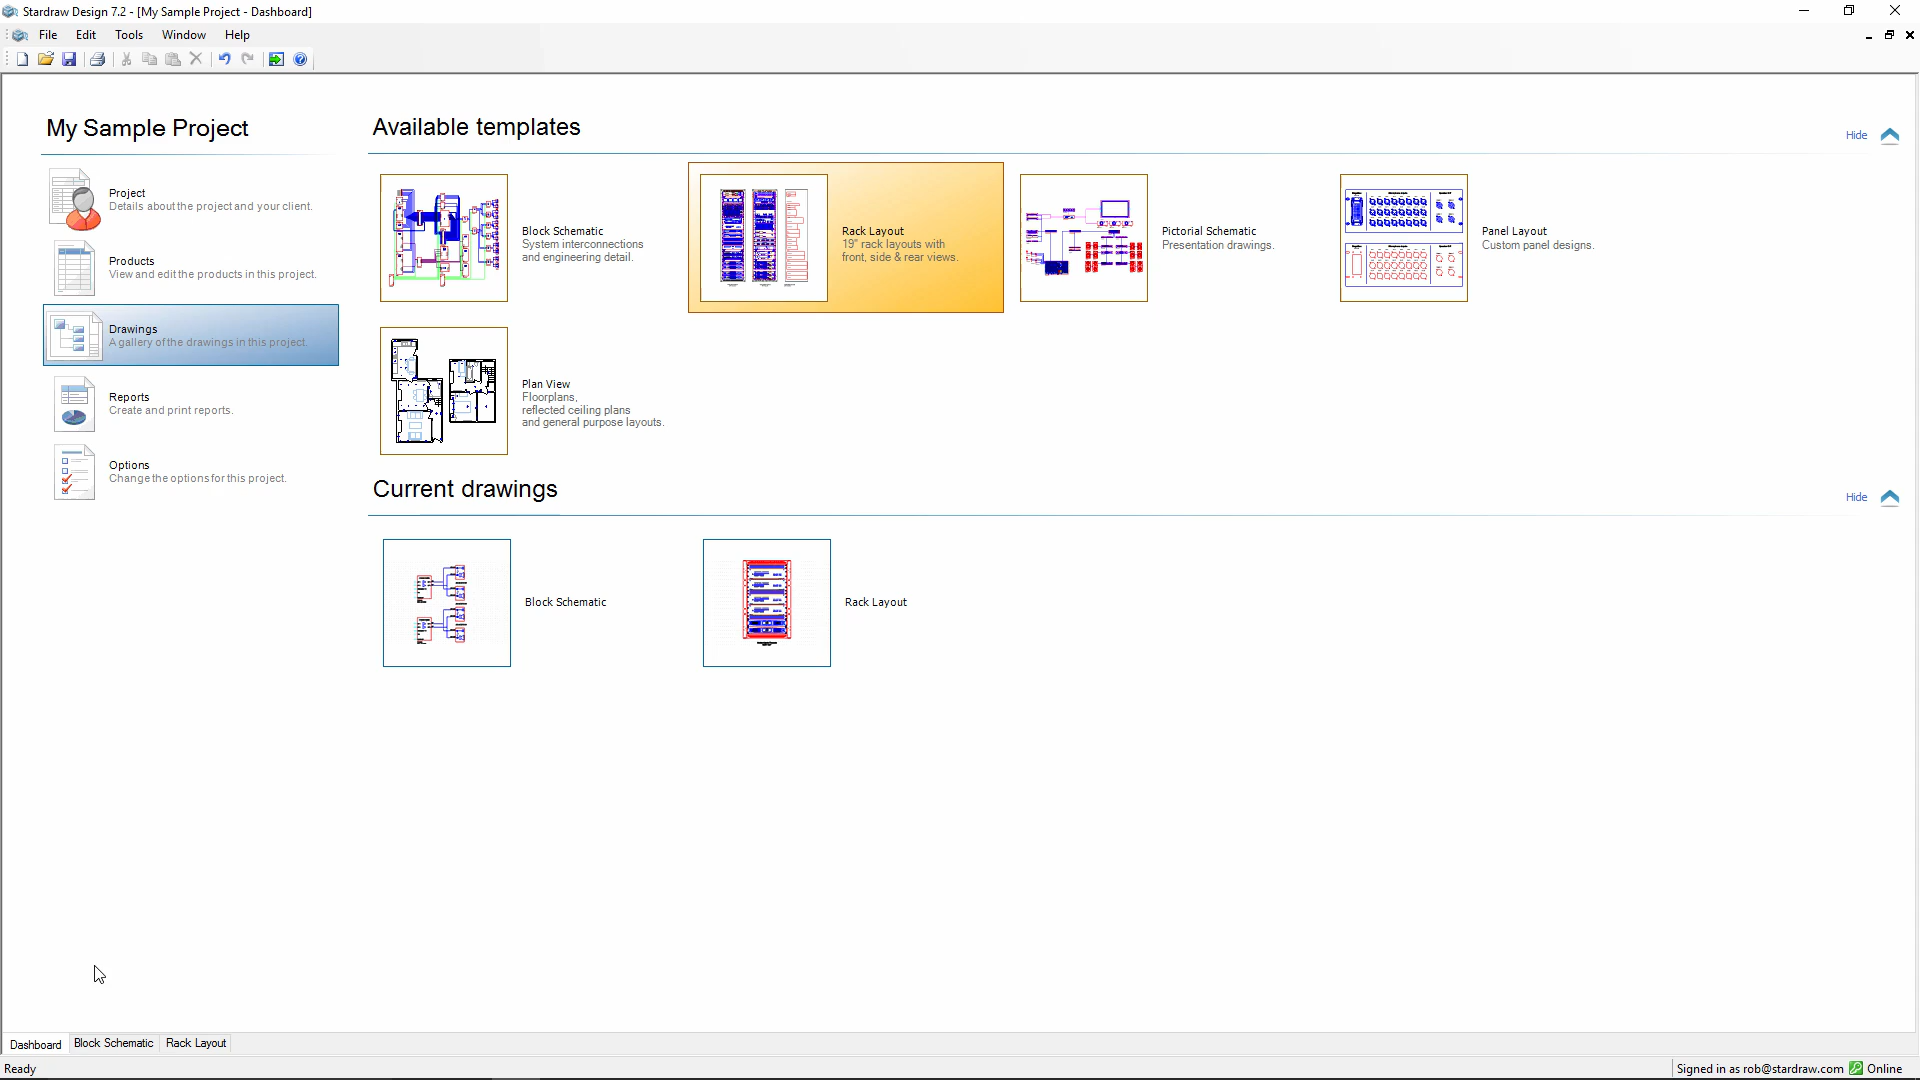 Stardraw Design 7.2 - [My Sample Project - Dashboard]
File Edit Tools Window Help
My Sample Project
Project
Details about the project and your client.
Products
View and edit the products in this project.
Drawings
A gallery of the drawings in this project.
Reports
Create and print reports.
Options
Change the options for this project.
Available templates
Hide
Block Schematic
System interconnections
and engineering detail.
Rack Layout
19" rack layouts with
front, side & rear views.
Pictorial Schematic
Presentation drawings.
Panel Layout
Custom panel designs.
Plan View
Floorplans,
reflected ceiling plans
and general purpose layouts.
Current drawings
Hide
Block Schematic
Rack Layout
Dashboard Block Schematic Rack Layout
Ready
Signed in as rob@stardraw.com Online